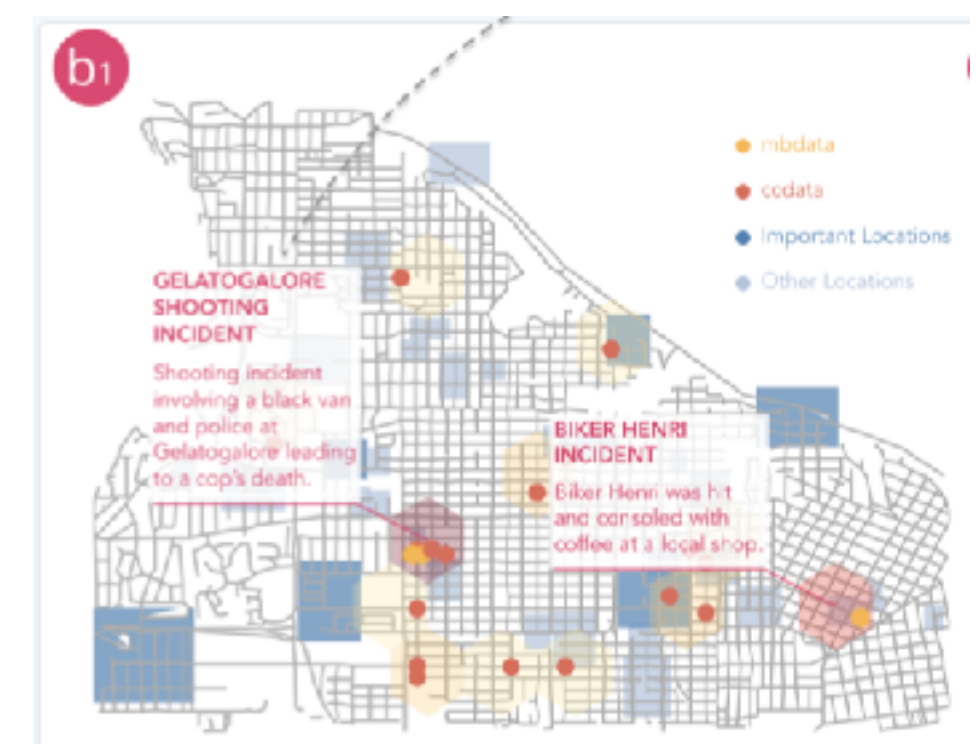 b1
mbdata
ccdata
Important Locations
Other Locations
GELATOGALORE
SHOOTING
INCIDENT
Shooting incident
involving a black van
and police at
Gelatogalore leading
to a cop's death.
BIKER HENRI
INCIDENT
Biker Henri was hit
and consoled with
coffee at a local shop.